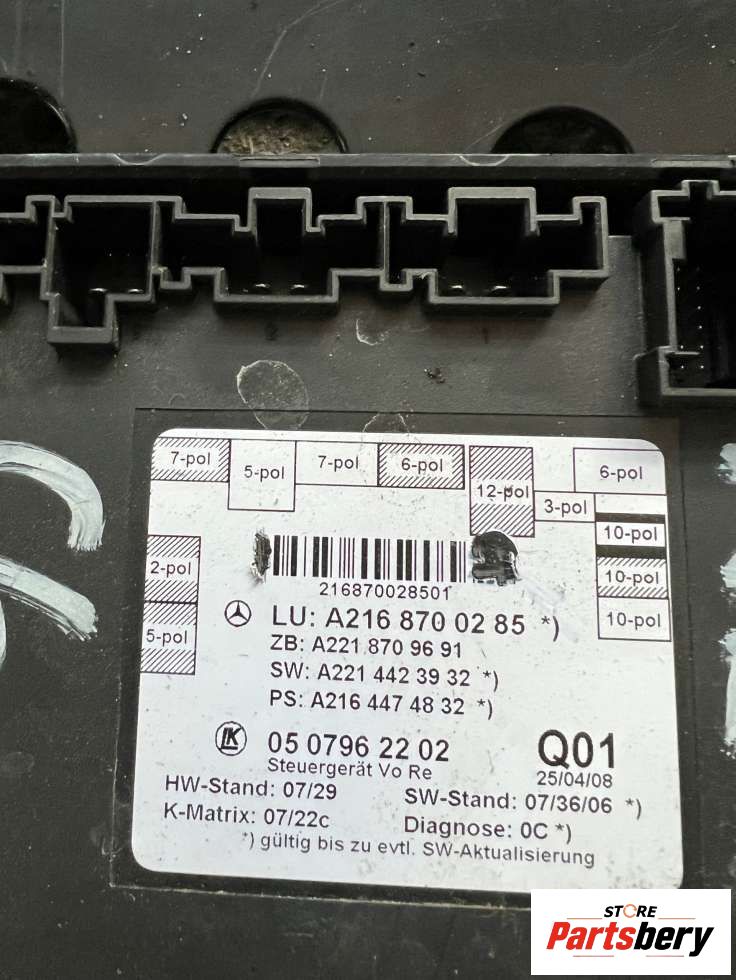 7-pol
5-pol
7-pol
6-pol
12-pol
3-pol
6-pol
10-pol
10-pol
10-pol
2-pol
5-pol
216870028501
LU: A216 870 02 85 *)
ZB: A221 870 96 91
SW: A221 442 39 32 *)
PS: A216 447 48 32 *)
LK
05 0796 22 02
Q01
Steuergerät Vo Re
25/04/08
HW-Stand: 07/29
SW-Stand: 07/36/06 *)
K-Matrix: 07/22c
Diagnose: 0C *)
*) gültig bis zu evtl. SW-Aktualisierung
STORE
Partsbery